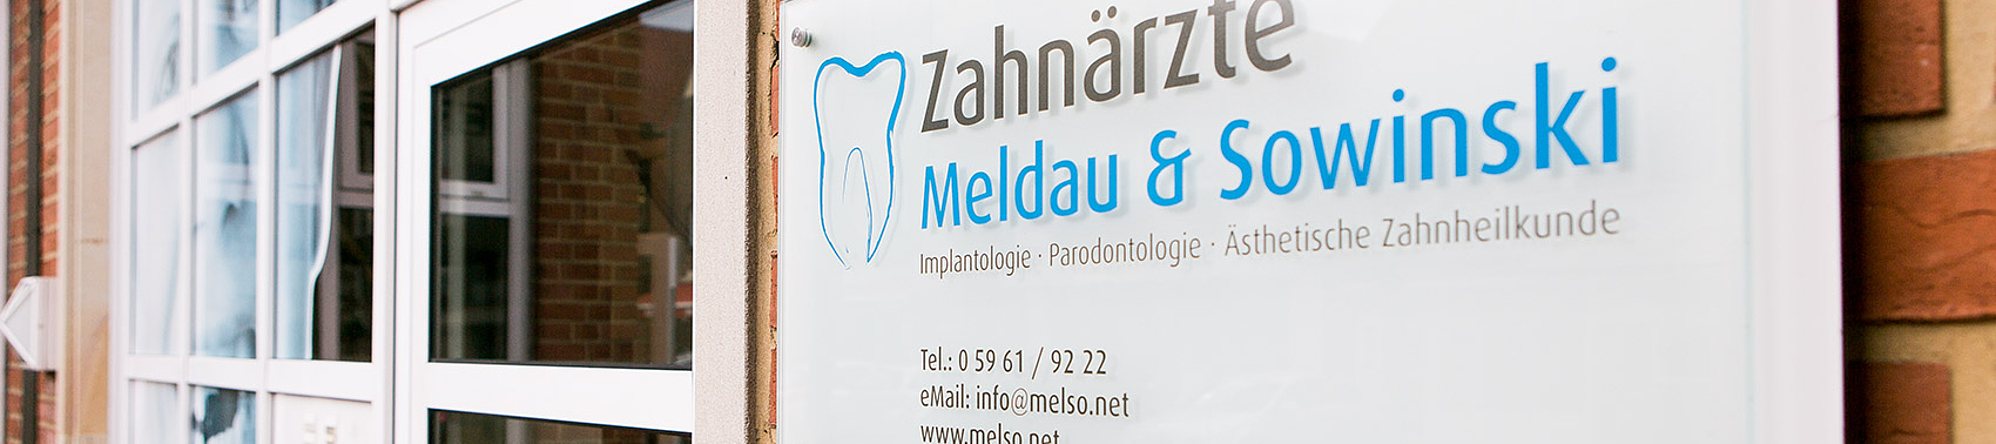 Zahnärzte
Meldau & Sowinski
Implantologie · Parodontologie · Ästhetische Zahnheilkunde
Tel.: 0 59 61 / 92 22
eMail: info@melso.net
www.melso.net